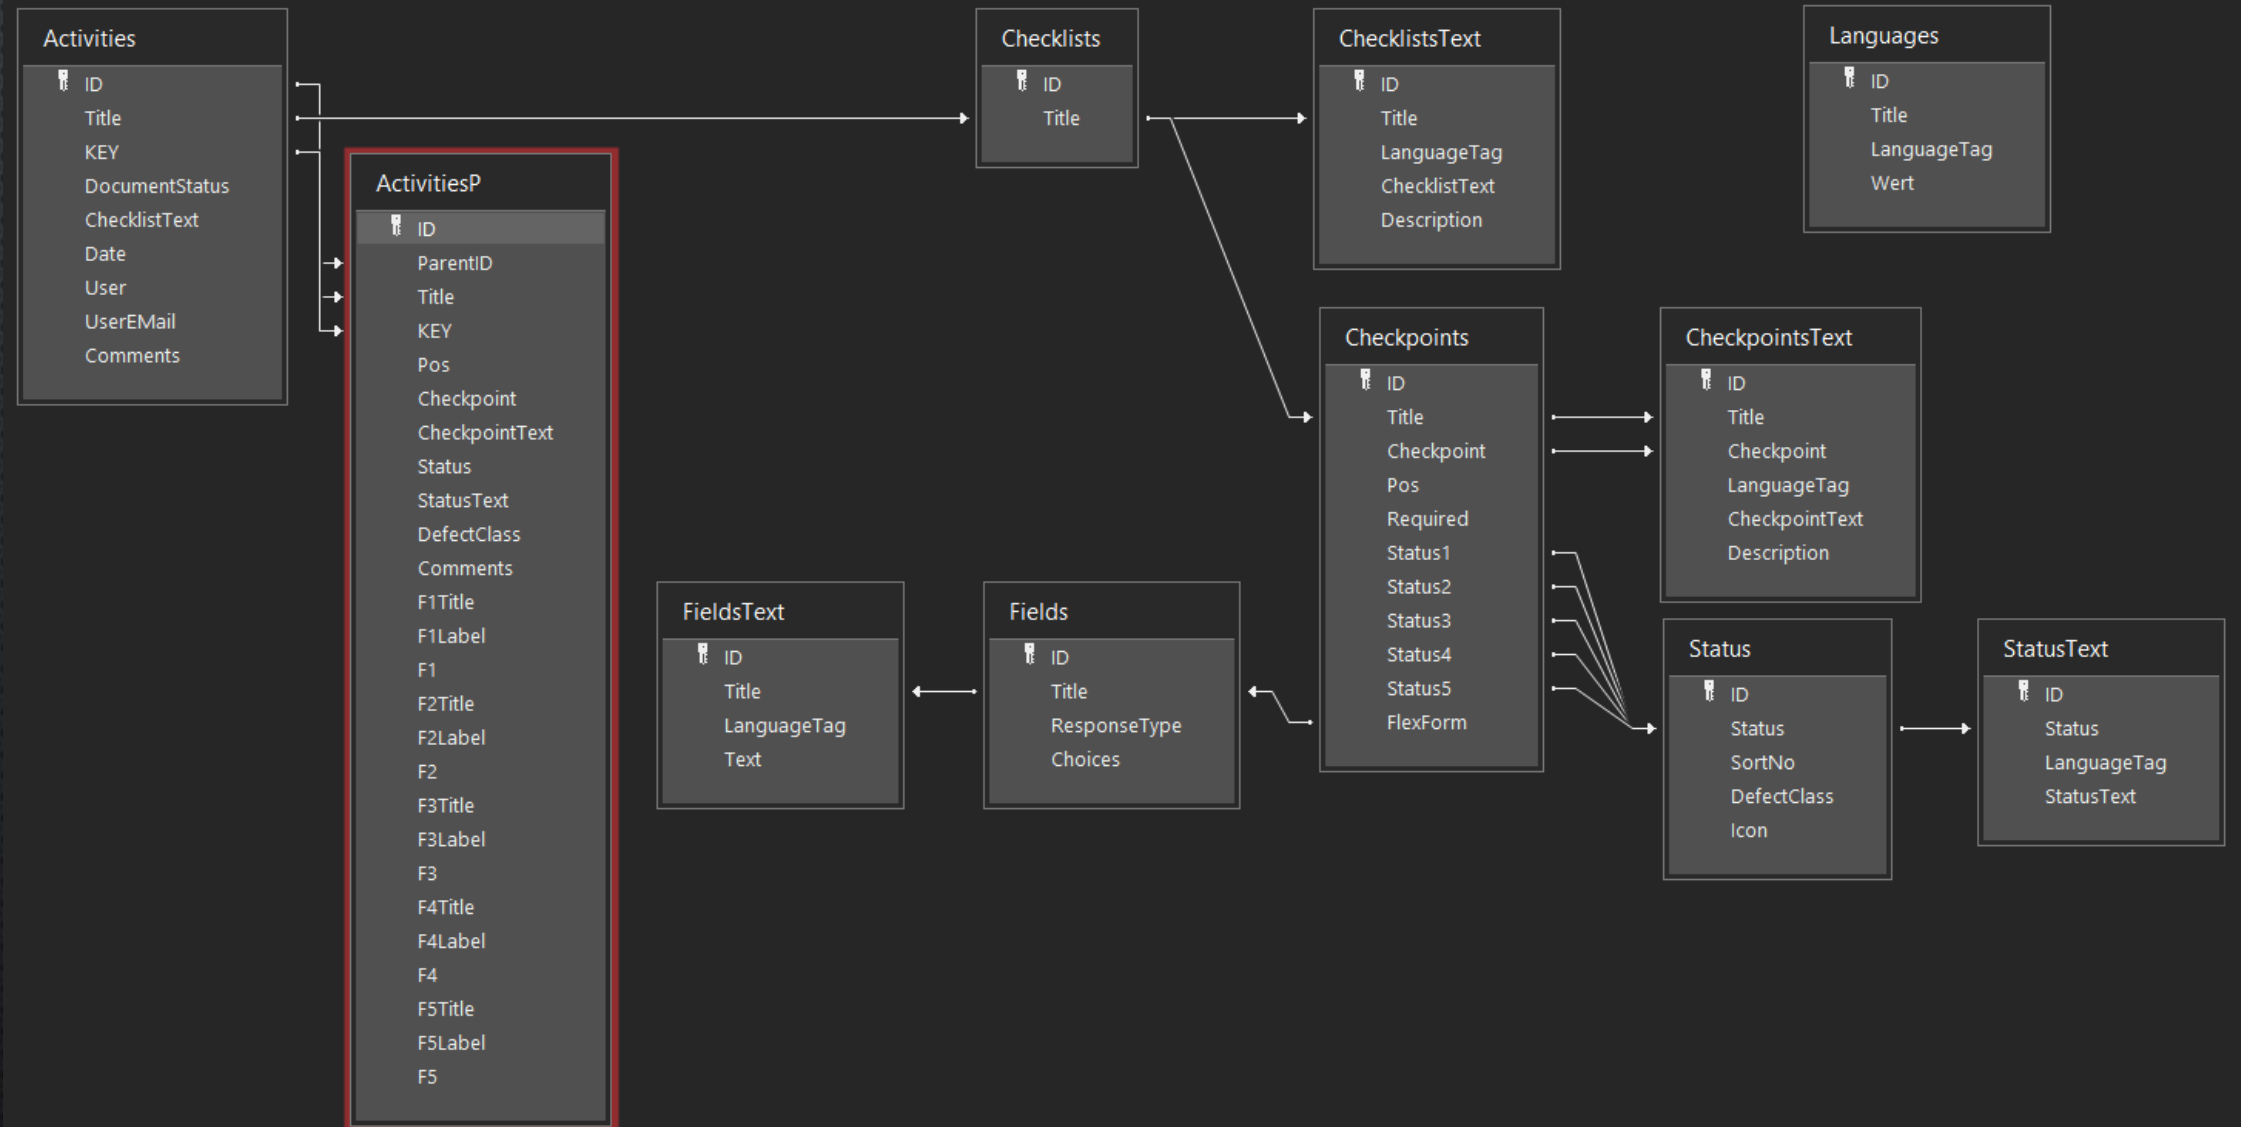 Activities
ID
Title
KEY
DocumentStatus
ChecklistText
Date
User
UserEMail
Comments
ActivitiesP
ID
ParentID
Title
KEY
Pos
Checkpoint
CheckpointText
Status
StatusText
DefectClass
Comments
F1Title
F1Label
F1
F2Title
F2Label
F2
F3Title
F3Label
F3
F4Title
F4Label
F4
F5Title
F5Label
F5
Checklists
ID
Title
ChecklistsText
ID
Title
LanguageTag
ChecklistText
Description
Languages
ID
Title
LanguageTag
Wert
Checkpoints
ID
Title
Checkpoint
Pos
Required
Status1
Status2
Status3
Status4
Status5
FlexForm
CheckpointsText
ID
Title
Checkpoint
LanguageTag
CheckpointText
Description
FieldsText
ID
Title
LanguageTag
Text
Fields
ID
Title
ResponseType
Choices
Status
ID
Status
SortNo
DefectClass
Icon
StatusText
ID
Status
LanguageTag
StatusText